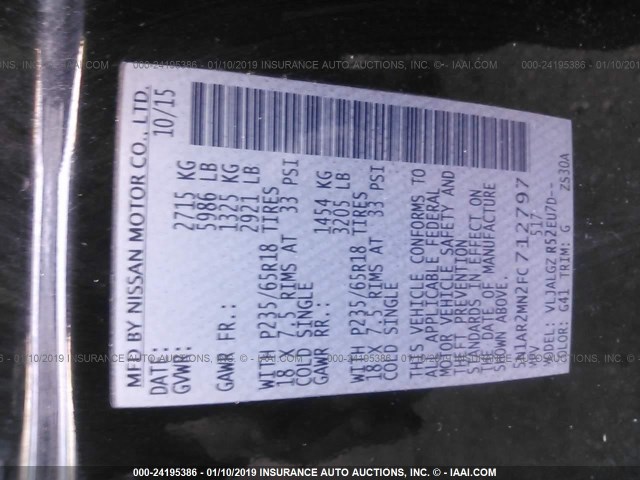 000-24195386 - 01/10/2019 INSURANCE AUTO AUCTIONS, INC. - © - IAAI.COM
MFD BY NISSAN MOTOR CO., LTD.
DATE: 10/15
GVWR: 2715 KG
5986 LB
GAWR FR.: 1325 KG
2921 LB
WITH P235/65R18 TIRES
18 X 7.5 RIMS AT 33 PSI
COLD SINGLE
GAWR RR.: 1454 KG
3205 LB
WITH P235/65R18 TIRES
18 X 7.5 RIMS AT 33 PSI
COLD SINGLE
THIS VEHICLE CONFORMS TO
ALL APPLICABLE FEDERAL
MOTOR VEHICLE SAFETY AND
THEFT PREVENTION
STANDARDS IN EFFECT ON
THE DATE OF MANUFACTURE
SHOWN ABOVE.
5N1AR2MN2FC712797
517
MODEL: VLJALGZ R52EU7D--
COLOR: G41 TRIM: G ZS30A
000-24195386 - 01/10/2019 INSURANCE AUTO AUCTIONS, INC. - © - IAAI.COM